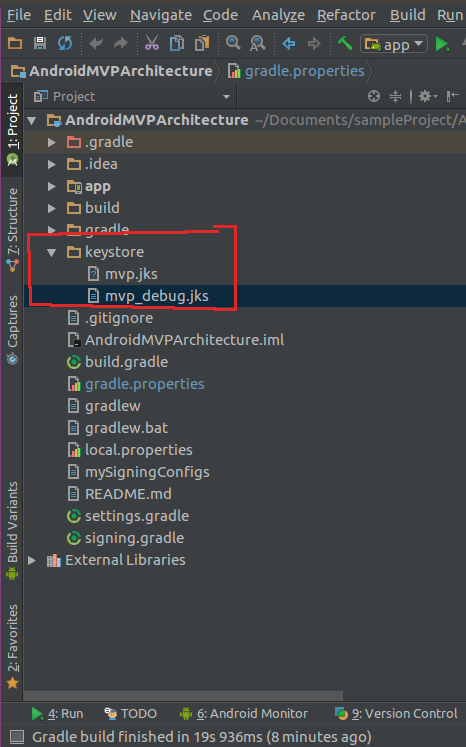 File Edit View Navigate Code Analyze Refactor Build Run
app
AndroidMVPArchitecture gradle.properties
1: Project
7: Structure
Captures
Build Variants
2: Favorites
Project
AndroidMVPArchitecture ~/Documents/sampleProject/A
.gradle
.idea
app
build
gradle
keystore
mvp.jks
mvp_debug.jks
.gitignore
AndroidMVPArchitecture.iml
build.gradle
gradle.properties
gradlew
gradlew.bat
local.properties
mySigningConfigs
README.md
settings.gradle
signing.gradle
External Libraries
4: Run TODO 6: Android Monitor 9: Version Control
Gradle build finished in 19s 936ms (8 minutes ago)